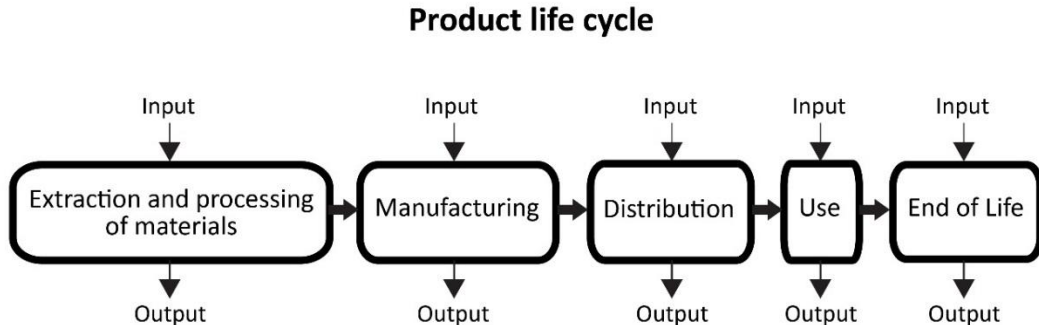 Product life cycle
Input
Input
Input
Input
Input
Extraction and processing
of materials
Manufacturing
Distribution
Use
End of Life
Output
Output
Output
Output
Output